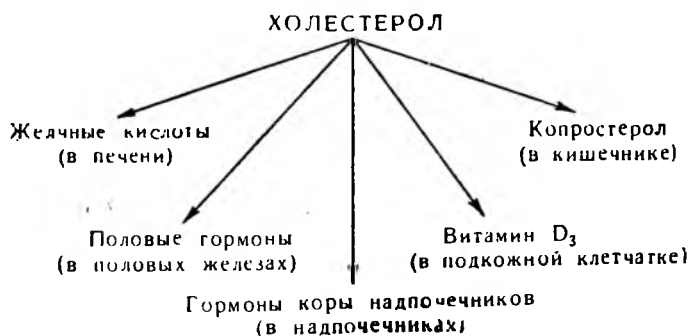 ХОЛЕСТЕРОЛ
Желчные кислоты
(в печени)
Копростерол
(в кишечнике)
Половые гормоны
(в половых железах)
Витамин D₃
(в подкожной клетчатке)
Гормоны коры надпочечников
(в надпочечниках)